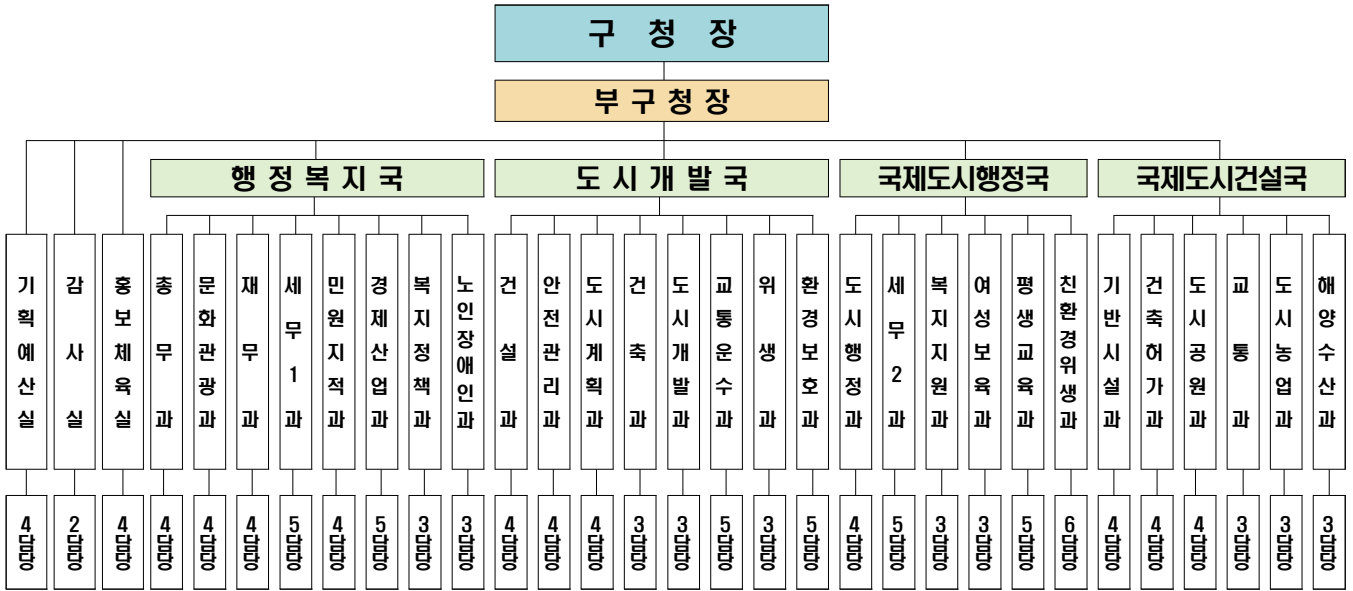 구 청 장
부 구 청 장
행 정 복 지 국
도 시 개 발 국
국제도시행정국
국제도시건설국
기획예산실
감사실
홍보체육실
총무과
문화관광과
재무과
세무1과
민원지적과
경제산업과
복지정책과
노인장애인과
건설과
안전관리과
도시계획과
건축과
도시개발과
교통운수과
위생과
환경보호과
도시행정과
세무2과
복지지원과
여성보육과
평생교육과
친환경위생과
기반시설과
건축허가과
도시공원과
교통과
도시농업과
해양수산과
4담당
2담당
4담당
4담당
4담당
4담당
5담당
4담당
5담당
3담당
3담당
4담당
4담당
4담당
3담당
3담당
5담당
3담당
5담당
4담당
5담당
3담당
3담당
5담당
6담당
4담당
4담당
4담당
3담당
3담당
3담당